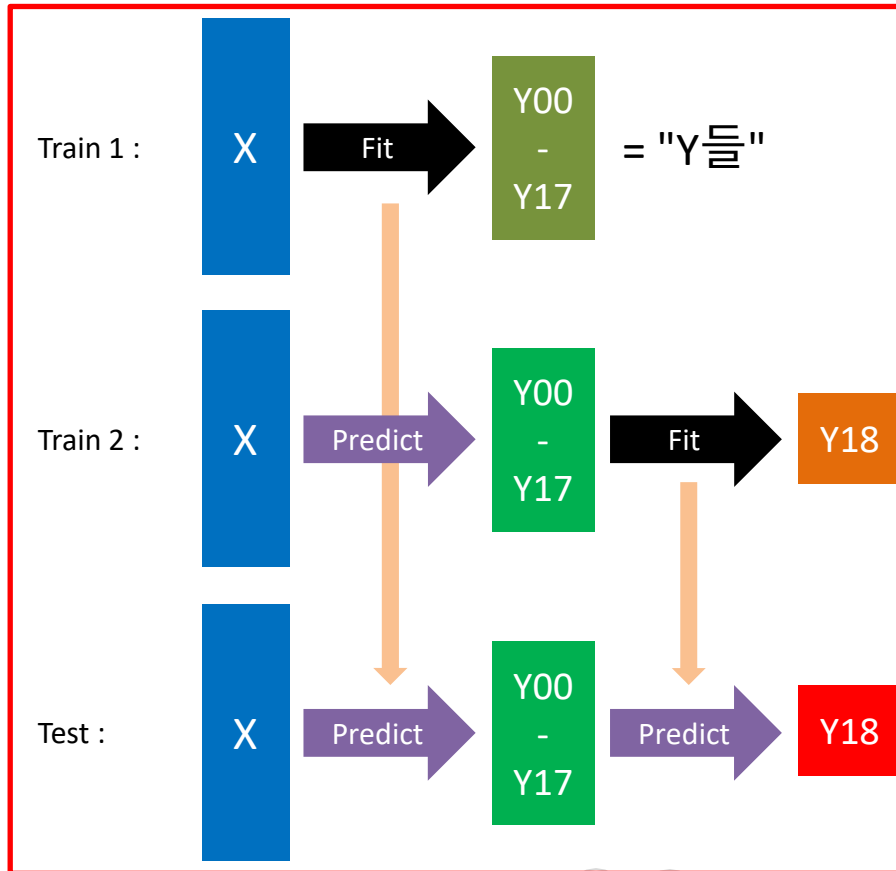 Train 1 :
X
Fit
Y00
-
Y17
= "Y들"
Train 2 :
X
Predict
Y00
-
Y17
Fit
Y18
Test :
X
Predict
Y00
-
Y17
Predict
Y18